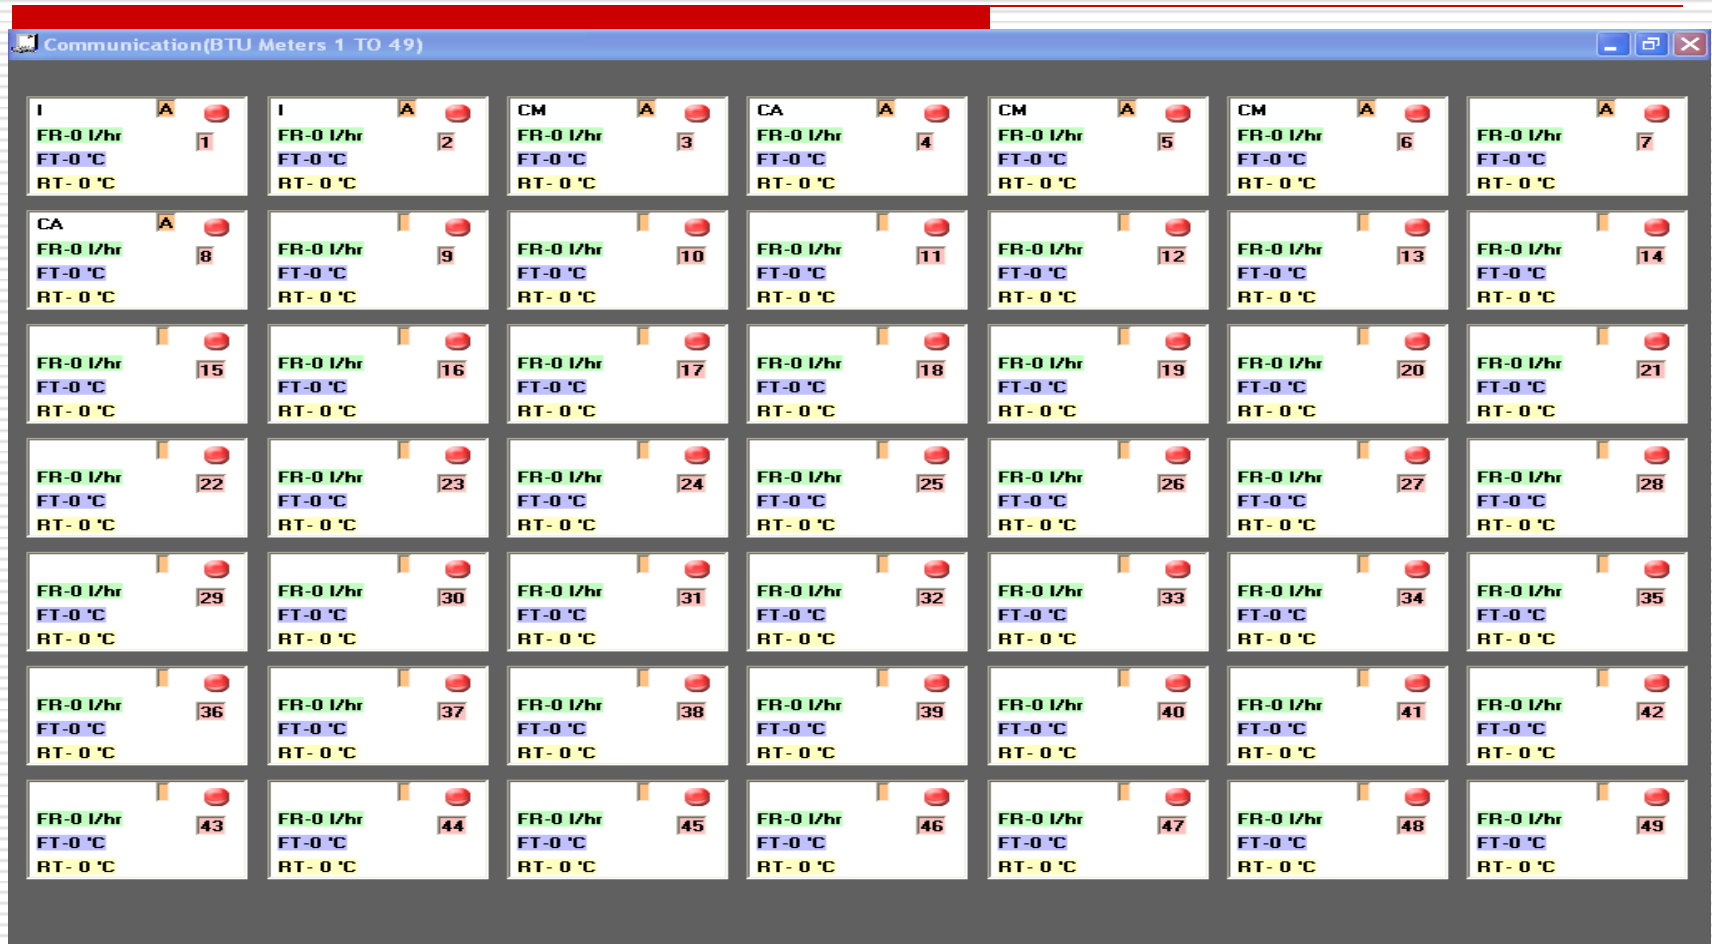 Communication(BTU Meters 1 TO 49)
I A I A CM A CA A CM A CM A A
FR-0 l/hr 1 FR-0 l/hr 2 FR-0 l/hr 3 FR-0 l/hr 4 FR-0 l/hr 5 FR-0 l/hr 6 FR-0 l/hr 7
FT-0 'C FT-0 'C FT-0 'C FT-0 'C FT-0 'C FT-0 'C FT-0 'C
RT- 0 'C RT- 0 'C RT- 0 'C RT- 0 'C RT- 0 'C RT- 0 'C RT- 0 'C
CA A
FR-0 l/hr 8 FR-0 l/hr 9 FR-0 l/hr 10 FR-0 l/hr 11 FR-0 l/hr 12 FR-0 l/hr 13 FR-0 l/hr 14
FT-0 'C FT-0 'C FT-0 'C FT-0 'C FT-0 'C FT-0 'C FT-0 'C
RT- 0 'C RT- 0 'C RT- 0 'C RT- 0 'C RT- 0 'C RT- 0 'C RT- 0 'C
FR-0 l/hr 15 FR-0 l/hr 16 FR-0 l/hr 17 FR-0 l/hr 18 FR-0 l/hr 19 FR-0 l/hr 20 FR-0 l/hr 21
FT-0 'C FT-0 'C FT-0 'C FT-0 'C FT-0 'C FT-0 'C FT-0 'C
RT- 0 'C RT- 0 'C RT- 0 'C RT- 0 'C RT- 0 'C RT- 0 'C RT- 0 'C
FR-0 l/hr 22 FR-0 l/hr 23 FR-0 l/hr 24 FR-0 l/hr 25 FR-0 l/hr 26 FR-0 l/hr 27 FR-0 l/hr 28
FT-0 'C FT-0 'C FT-0 'C FT-0 'C FT-0 'C FT-0 'C FT-0 'C
RT- 0 'C RT- 0 'C RT- 0 'C RT- 0 'C RT- 0 'C RT- 0 'C RT- 0 'C
FR-0 l/hr 29 FR-0 l/hr 30 FR-0 l/hr 31 FR-0 l/hr 32 FR-0 l/hr 33 FR-0 l/hr 34 FR-0 l/hr 35
FT-0 'C FT-0 'C FT-0 'C FT-0 'C FT-0 'C FT-0 'C FT-0 'C
RT- 0 'C RT- 0 'C RT- 0 'C RT- 0 'C RT- 0 'C RT- 0 'C RT- 0 'C
FR-0 l/hr 36 FR-0 l/hr 37 FR-0 l/hr 38 FR-0 l/hr 39 FR-0 l/hr 40 FR-0 l/hr 41 FR-0 l/hr 42
FT-0 'C FT-0 'C FT-0 'C FT-0 'C FT-0 'C FT-0 'C FT-0 'C
RT- 0 'C RT- 0 'C RT- 0 'C RT- 0 'C RT- 0 'C RT- 0 'C RT- 0 'C
FR-0 l/hr 43 FR-0 l/hr 44 FR-0 l/hr 45 FR-0 l/hr 46 FR-0 l/hr 47 FR-0 l/hr 48 FR-0 l/hr 49
FT-0 'C FT-0 'C FT-0 'C FT-0 'C FT-0 'C FT-0 'C FT-0 'C
RT- 0 'C RT- 0 'C RT- 0 'C RT- 0 'C RT- 0 'C RT- 0 'C RT- 0 'C